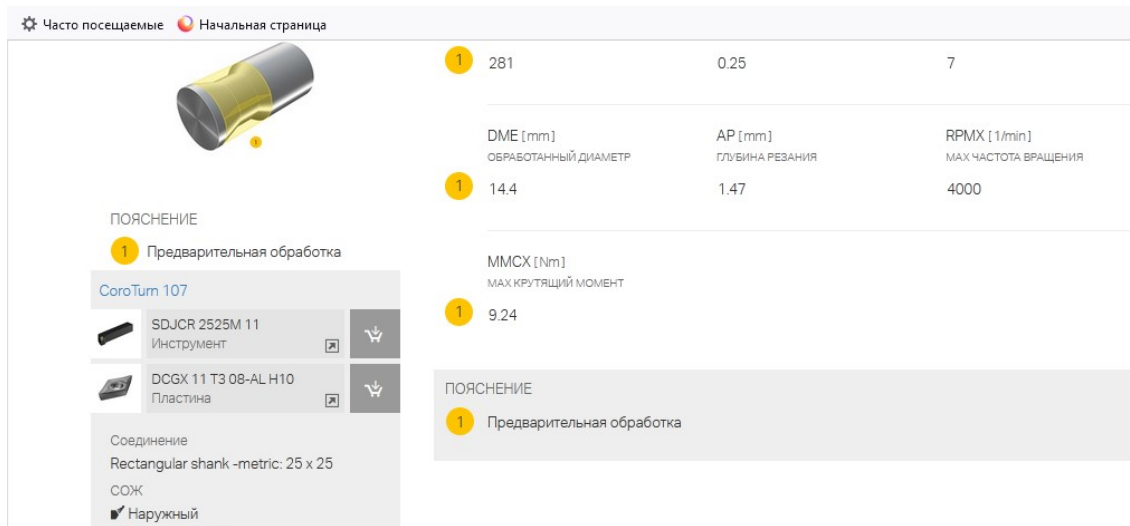 Часто посещаемые Начальная страница
1 281 0.25 7
1
DME [mm] AP [mm] RPMX [1/min]
ОБРАБОТАННЫЙ ДИАМЕТР ГЛУБИНА РЕЗАНИЯ MAX ЧАСТОТА ВРАЩЕНИЯ
1 14.4 1.47 4000
ПОЯСНЕНИЕ
1 Предварительная обработка
MMCX [Nm]
MAX КРУТЯЩИЙ МОМЕНТ
1 9.24
CoroTurn 107
SDJCR 2525M 11
Инструмент
DCGX 11 T3 08-AL H10
Пластина
Соединение
Rectangular shank -metric: 25 x 25
СОЖ
Наружный
ПОЯСНЕНИЕ
1 Предварительная обработка